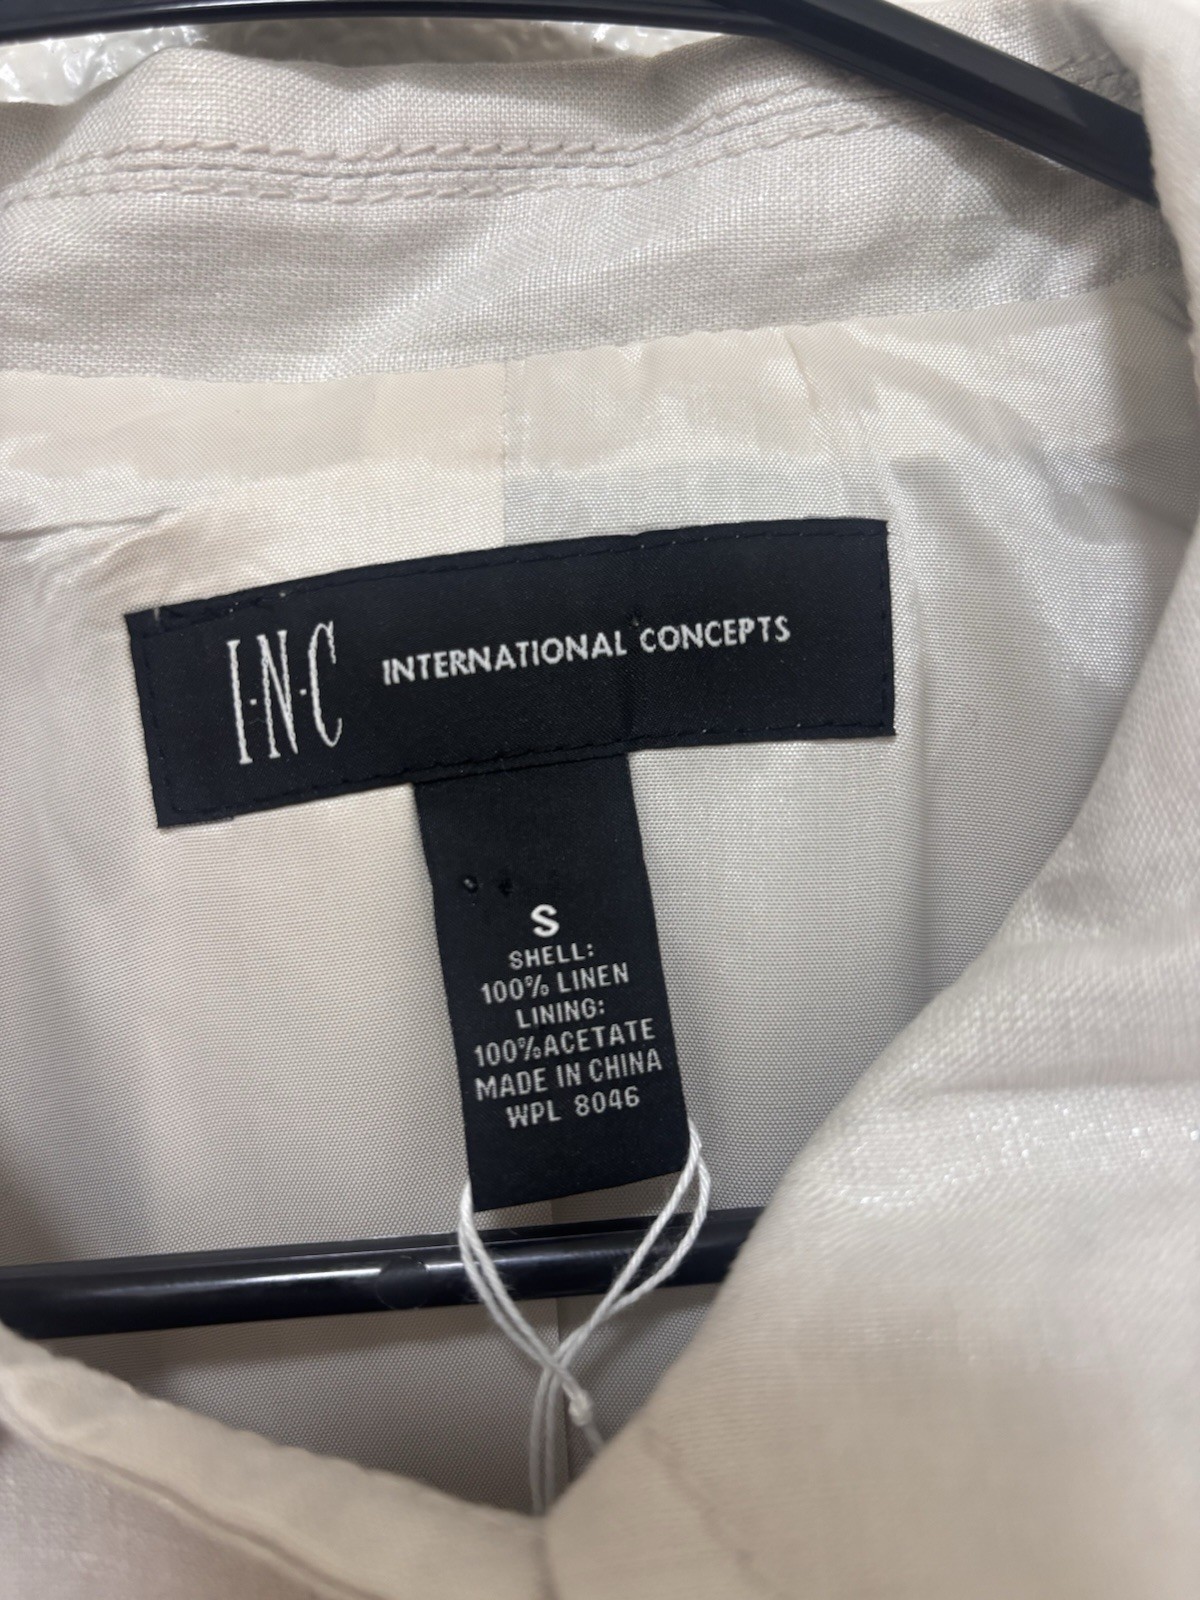 I·N·C INTERNATIONAL CONCEPTS
S
SHELL:
100% LINEN
LINING:
100%ACETATE
MADE IN CHINA
WPL 8046